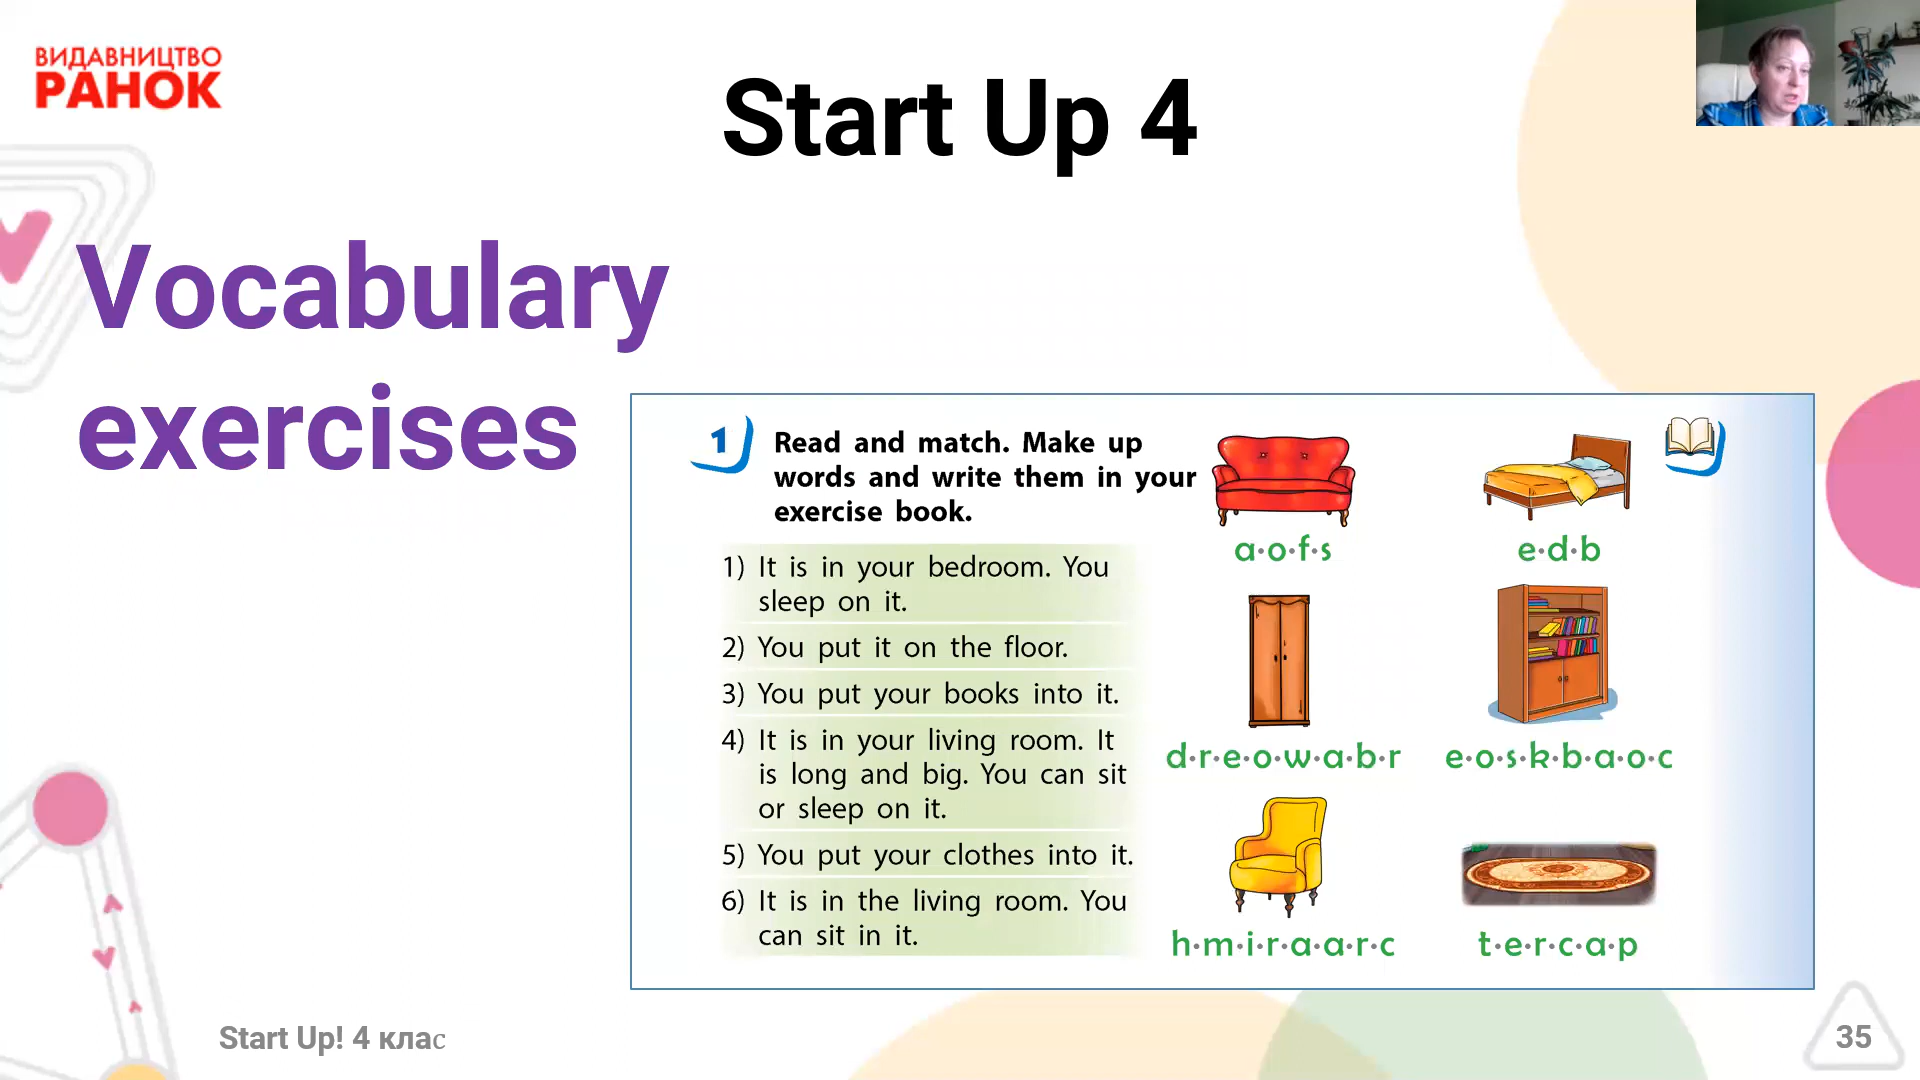 ВИДАВНИЦТВО
РАНОК
Start Up 4
Vocabulary
exercises
1
Read and match. Make up
words and write them in your
exercise book.
1) It is in your bedroom. You
sleep on it.
2) You put it on the floor.
3) You put your books into it.
4) It is in your living room. It
is long and big. You can sit
or sleep on it.
5) You put your clothes into it.
6) It is in the living room. You
can sit in it.
a·o·f·s
e·d·b
d·r·e·o·w·a·b·r
e·o·s·k·b·a·o·c
h·m·i·r·a·a·r·c
t·e·r·c·a·p
Start Up! 4 клас
35